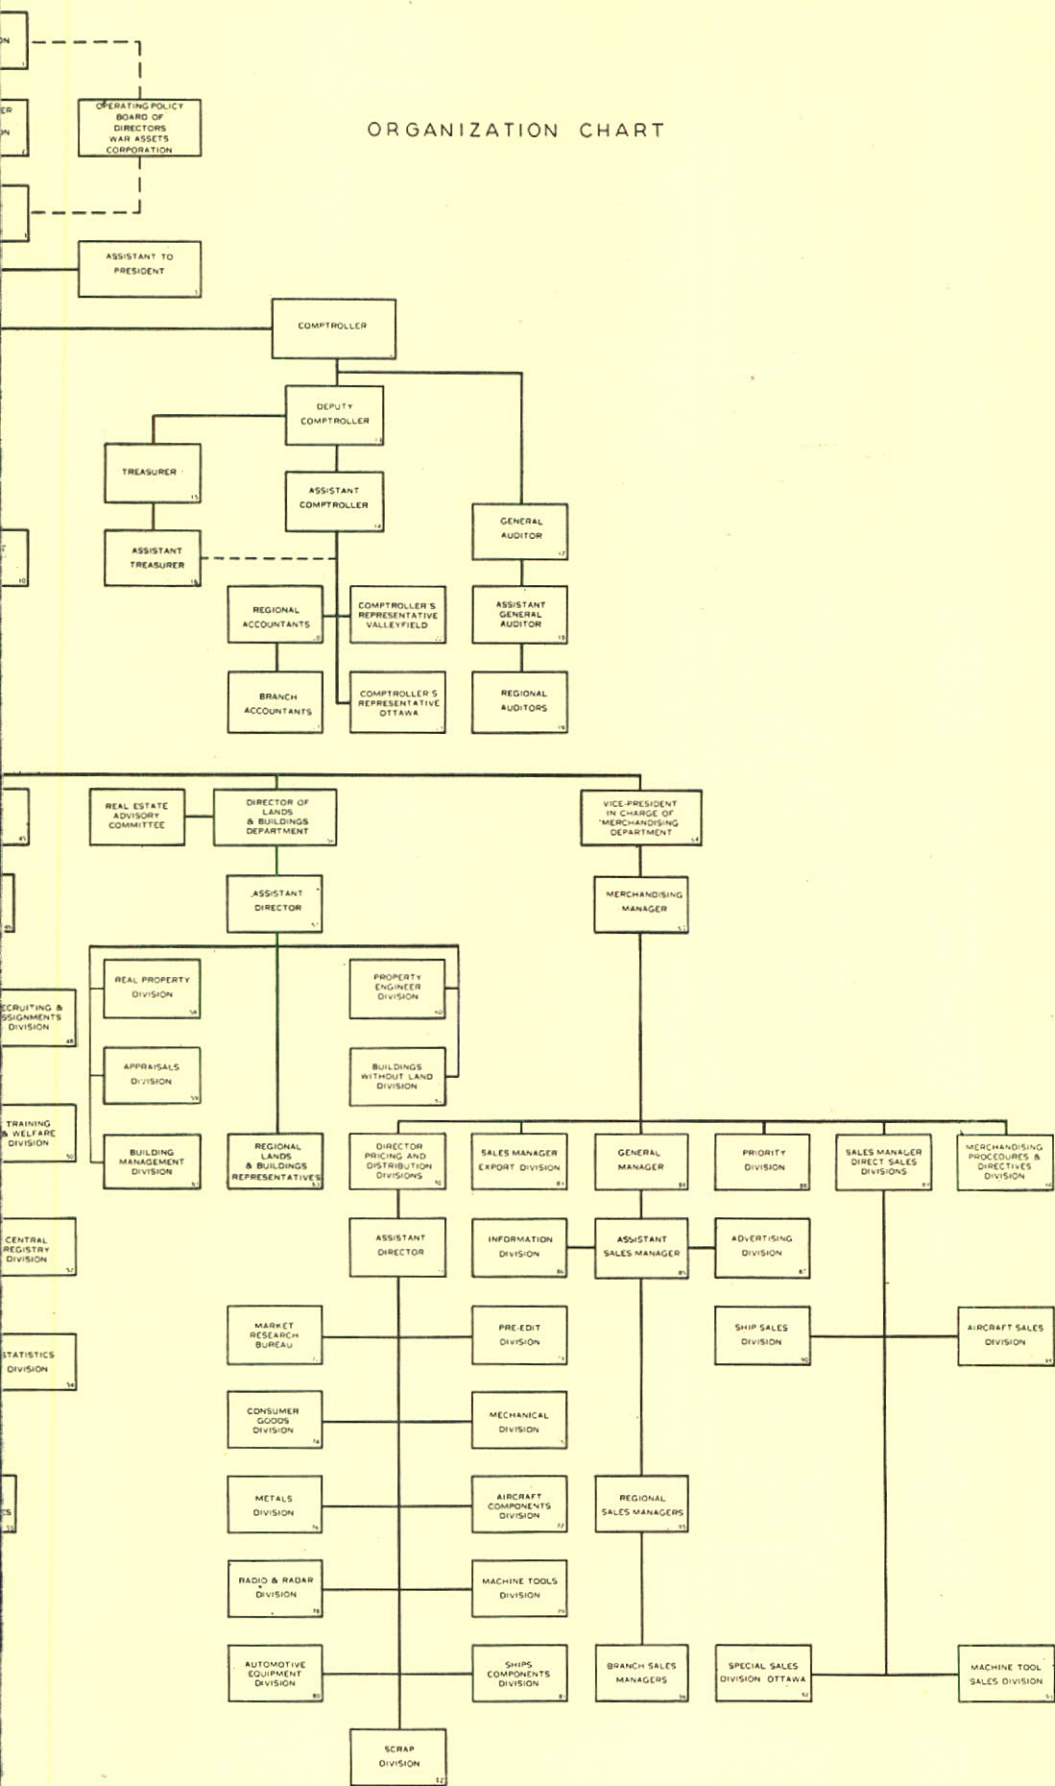 OPERATING POLICY
BOARD OF
DIRECTORS
WAR ASSETS
CORPORATION
ORGANIZATION CHART
ASSISTANT TO
PRESIDENT
COMPTROLLER
DEPUTY
COMPTROLLER
TREASURER
ASSISTANT
COMPTROLLER
GENERAL
AUDITOR
ASSISTANT
TREASURER
10
REGIONAL
ACCOUNTANTS
COMPTROLLER'S
REPRESENTATIVE
VALLEYFIELD
ASSISTANT
GENERAL
AUDITOR
BRANCH
ACCOUNTANTS
COMPTROLLER'S
REPRESENTATIVE
OTTAWA
REGIONAL
AUDITORS
REAL ESTATE
ADVISORY
COMMITTEE
DIRECTOR OF
LANDS
& BUILDINGS
DEPARTMENT
VICE-PRESIDENT
IN CHARGE OF
MERCHANDISING
DEPARTMENT
ASSISTANT
DIRECTOR
MERCHANDISING
MANAGER
REAL PROPERTY
DIVISION
PROPERTY
ENGINEER
DIVISION
ECRUITING &
SSIGNMENTS
DIVISION
APPRAISALS
DIVISION
BUILDINGS
WITHOUT LAND
DIVISION
TRAINING
& WELFARE
DIVISION
BUILDING
MANAGEMENT
DIVISION
REGIONAL
LANDS
& BUILDINGS
REPRESENTATIVES
DIRECTOR
PRICING AND
DISTRIBUTION
DIVISIONS
SALES MANAGER
EXPORT DIVISION
GENERAL
MANAGER
PRIORITY
DIVISION
SALES MANAGER
DIRECT SALES
DIVISIONS
MERCHANDISING
PROCEDURES &
DIRECTIVES
DIVISION
CENTRAL
REGISTRY
DIVISION
ASSISTANT
DIRECTOR
INFORMATION
DIVISION
ASSISTANT
SALES MANAGER
ADVERTISING
DIVISION
STATISTICS
DIVISION
MARKET
RESEARCH
BUREAU
PRE-EDIT
DIVISION
SHIP SALES
DIVISION
AIRCRAFT SALES
DIVISION
CONSUMER
GOODS
DIVISION
MECHANICAL
DIVISION
METALS
DIVISION
AIRCRAFT
COMPONENTS
DIVISION
REGIONAL
SALES MANAGERS
RADIO & RADAR
DIVISION
MACHINE TOOLS
DIVISION
AUTOMOTIVE
EQUIPMENT
DIVISION
SHIPS
COMPONENTS
DIVISION
BRANCH SALES
MANAGERS
SPECIAL SALES
DIVISION OTTAWA
MACHINE TOOL
SALES DIVISION
SCRAP
DIVISION